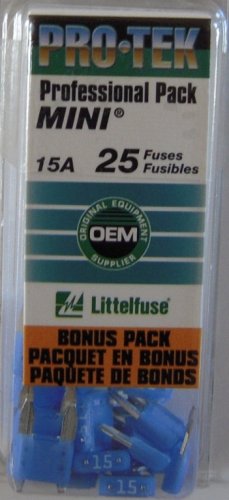 PRO·TEK
Professional Pack
MINI®
15A 25 Fuses
Fusibles
ORIGINAL EQUIPMENT
OEM
SUPPLIER
Littelfuse®
BONUS PACK
PACQUET EN BONUS
PAQUETE DE BONDS
15
15